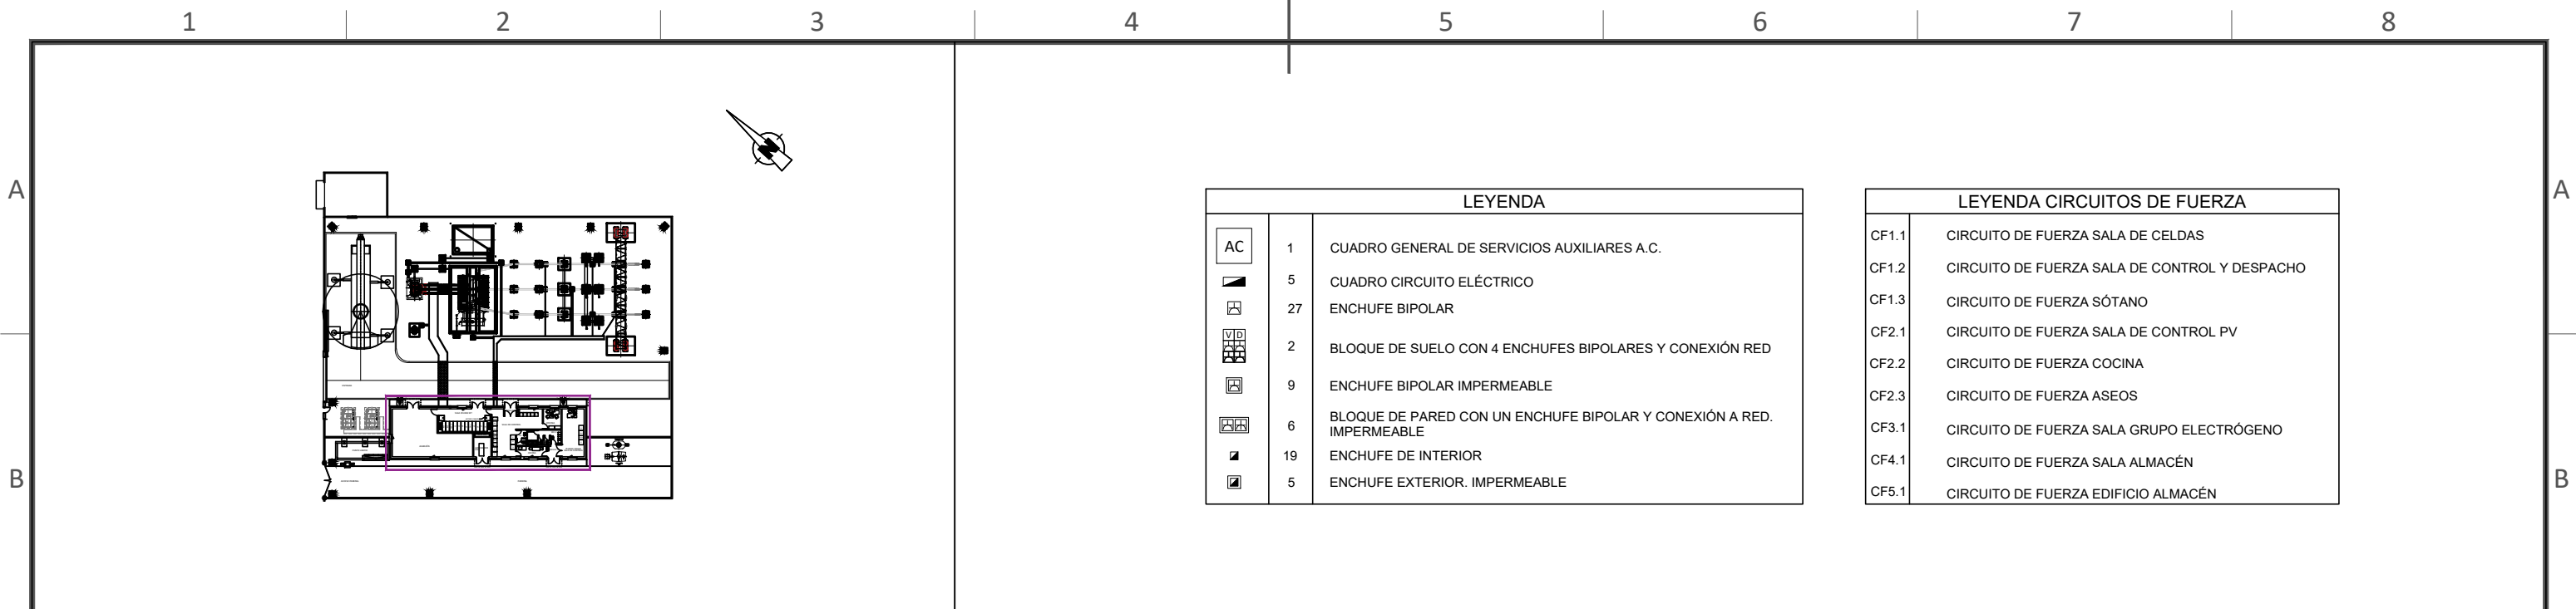 1 2 3 4 5 6 7 8
A A
N
LEYENDA
AC 1 CUADRO GENERAL DE SERVICIOS AUXILIARES A.C.
5 CUADRO CIRCUITO ELÉCTRICO
27 ENCHUFE BIPOLAR
V D 2 BLOQUE DE SUELO CON 4 ENCHUFES BIPOLARES Y CONEXIÓN RED
9 ENCHUFE BIPOLAR IMPERMEABLE
6 BLOQUE DE PARED CON UN ENCHUFE BIPOLAR Y CONEXIÓN A RED.
IMPERMEABLE
19 ENCHUFE DE INTERIOR
5 ENCHUFE EXTERIOR. IMPERMEABLE
LEYENDA CIRCUITOS DE FUERZA
CF1.1 CIRCUITO DE FUERZA SALA DE CELDAS
CF1.2 CIRCUITO DE FUERZA SALA DE CONTROL Y DESPACHO
CF1.3 CIRCUITO DE FUERZA SÓTANO
CF2.1 CIRCUITO DE FUERZA SALA DE CONTROL PV
CF2.2 CIRCUITO DE FUERZA COCINA
CF2.3 CIRCUITO DE FUERZA ASEOS
CF3.1 CIRCUITO DE FUERZA SALA GRUPO ELECTRÓGENO
CF4.1 CIRCUITO DE FUERZA SALA ALMACÉN
CF5.1 CIRCUITO DE FUERZA EDIFICIO ALMACÉN
B B